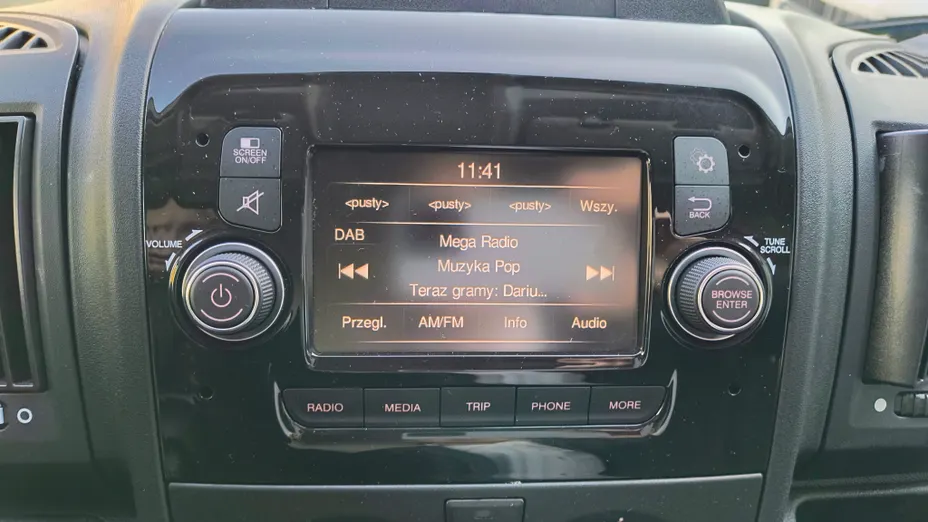 SCREEN
ON/OFF
11:41
<pusty> <pusty> <pusty> Wszy.
BACK
VOLUME
DAB
Mega Radio
TUNE
SCROLL
Muzyka Pop
Teraz gramy: Dariu...
BROWSE
ENTER
Przegl. AM/FM Info Audio
RADIO MEDIA TRIP PHONE MORE